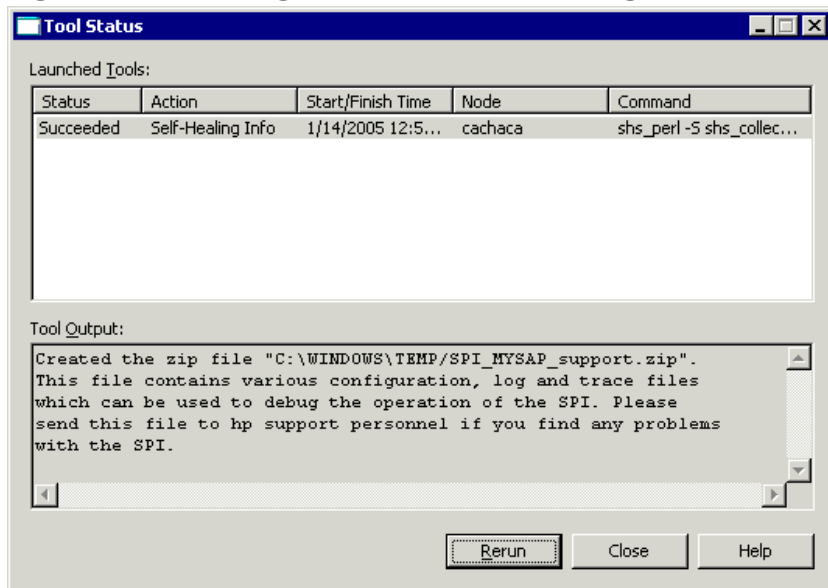 Tool Status
Launched Tools:
Status Action Start/Finish Time Node Command
Succeeded Self-Healing Info 1/14/2005 12:5... cachaca shs_perl -S shs_collec...
Tool Output:
Created the zip file "C:\WINDOWS\TEMP/SPI_MYSAP_support.zip".
This file contains various configuration, log and trace files
which can be used to debug the operation of the SPI. Please
send this file to hp support personnel if you find any problems
with the SPI.
Rerun Close Help